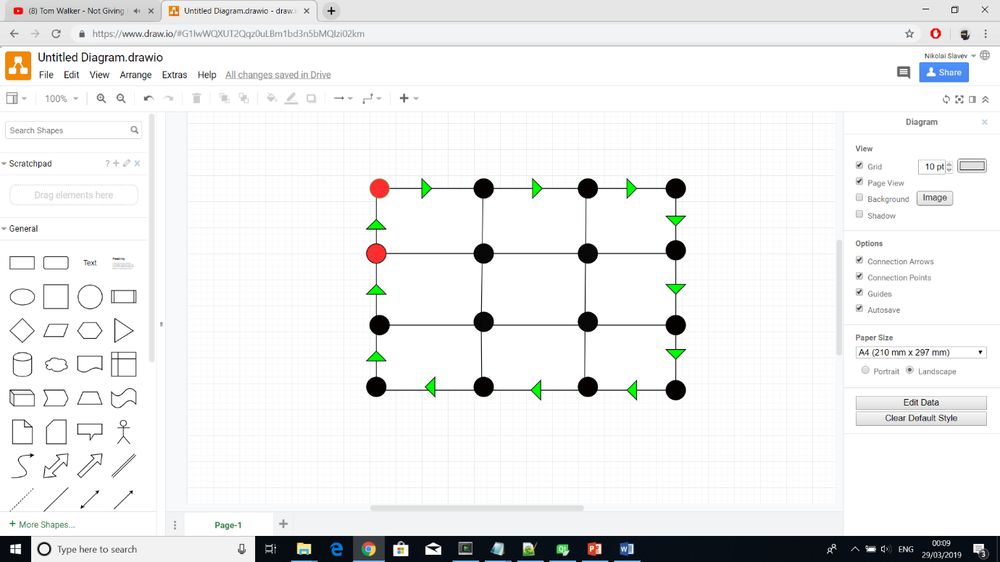 (8) Tom Walker - Not Giving
Untitled Diagram.drawio - draw.i
https://www.draw.io/#G1IwWQXUT2Qqz0uLBm1bd3n5bMQIzi02km
Untitled Diagram.drawio
Nikolai Slavev
File Edit View Arrange Extras Help All changes saved in Drive
Share
100%
Search Shapes
Diagram
Scratchpad
?
View
Grid
10 pt
Page View
Drag elements here
Background
Image
Shadow
General
Options
Text
Heading
Connection Arrows
Connection Points
Guides
Autosave
Paper Size
A4 (210 mm x 297 mm)
Portrait
Landscape
Edit Data
Clear Default Style
+ More Shapes...
Page-1
Type here to search
ENG
00:09
29/03/2019
3